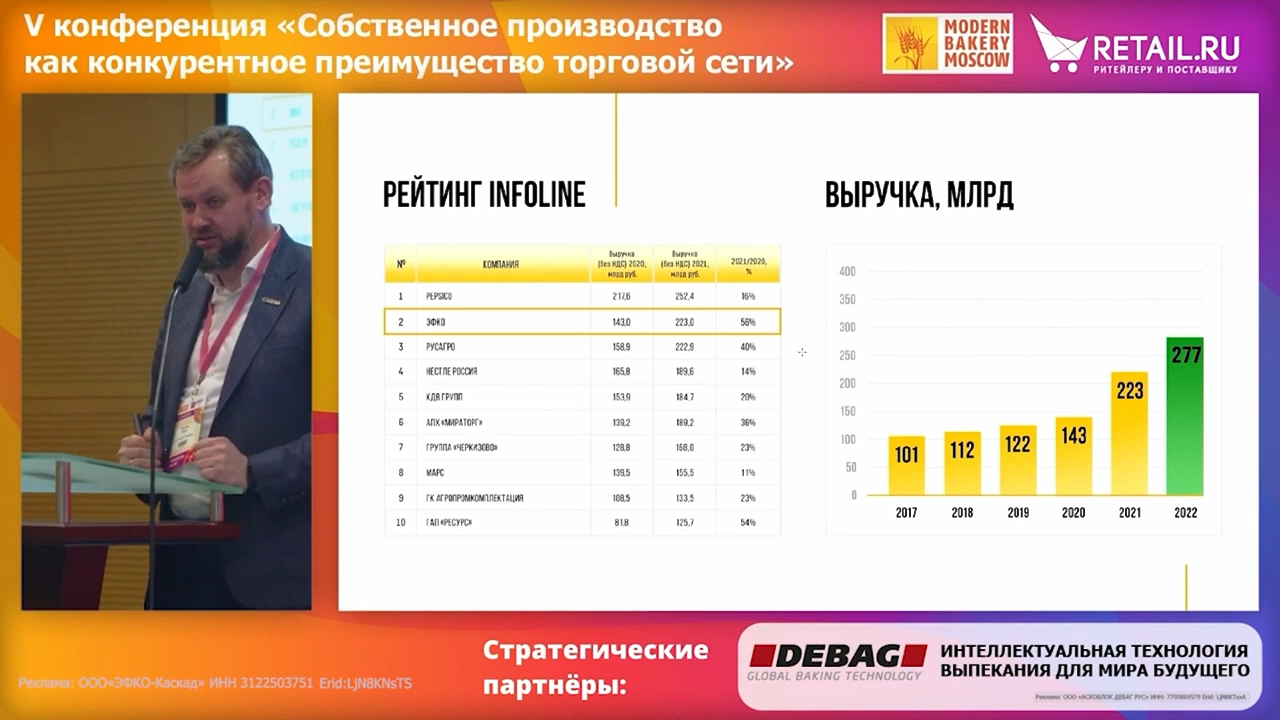 V конференция «Собственное производство
как конкурентное преимущество торговой сети»
MODERN
BAKERY
MOSCOW
RETAIL.RU
РИТЕЙЛЕРУ И ПОСТАВЩИКУ
РЕЙТИНГ INFOLINE
№ КОМПАНИЯ Выручка (без НДС) 2020, млрд руб. Выручка (без НДС) 2021, млрд руб. 2021/2020, %
1 PEPSICO 217,6 252,4 16%
2 ЭФКО 143,0 223,0 56%
3 РУСАГРО 158,9 222,9 40%
4 НЕСТЛЕ РОССИЯ 165,8 189,6 14%
5 КДВ ГРУПП 153,9 184,7 20%
6 АПХ «МИРАТОРГ» 139,2 189,2 36%
7 ГРУППА «ЧЕРКИЗОВО» 128,8 158,0 23%
8 МАРС 139,5 155,5 11%
9 ГК АГРОПРОМКОМПЛЕКТАЦИЯ 108,5 133,5 23%
10 ГАП «РЕСУРС» 81,8 125,7 54%
ВЫРУЧКА, МЛРД
400
350
300
250
200
150
100
50
0
101 112 122 143 223 277
2017 2018 2019 2020 2021 2022
Реклама: ООО«ЭФКО-Каскад» ИНН 3122503751 Erid:LjN8KNsTS
Стратегические
партнёры:
DEBAG
GLOBAL BAKING TECHNOLOGY
ИНТЕЛЛЕКТУАЛЬНАЯ ТЕХНОЛОГИЯ
ВЫПЕКАНИЯ ДЛЯ МИРА БУДУЩЕГО
Реклама: ООО «АСКОБЛОК ДЕБАГ РУС» ИНН: